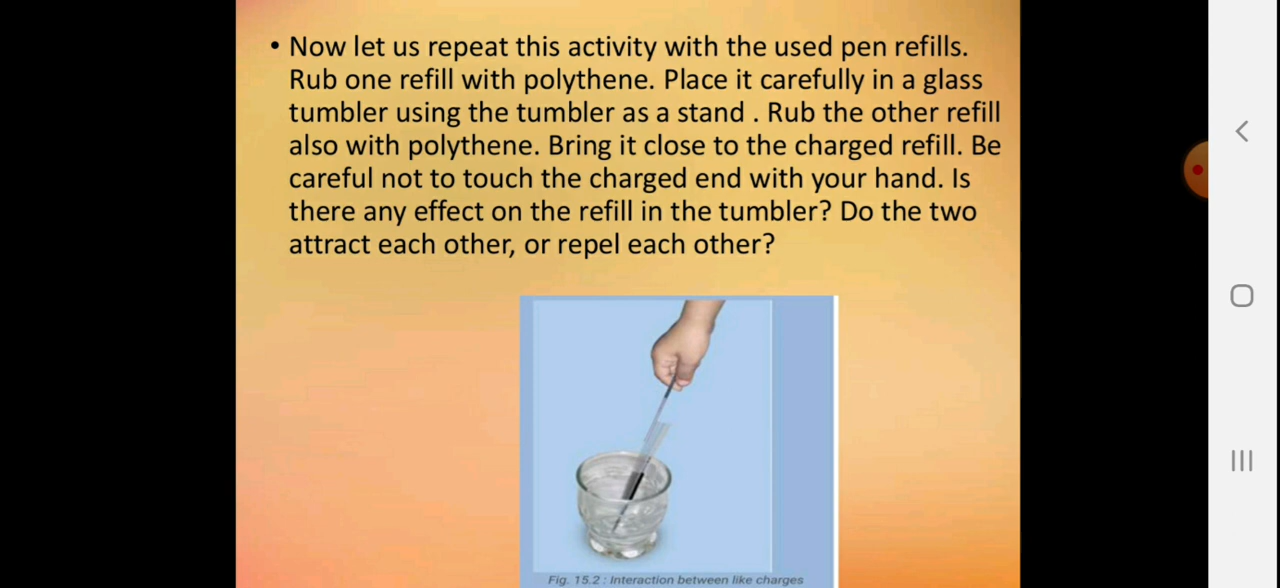 • Now let us repeat this activity with the used pen refills.
Rub one refill with polythene. Place it carefully in a glass
tumbler using the tumbler as a stand . Rub the other refill
also with polythene. Bring it close to the charged refill. Be
careful not to touch the charged end with your hand. Is
there any effect on the refill in the tumbler? Do the two
attract each other, or repel each other?
Fig. 15.2 : Interaction between like charges